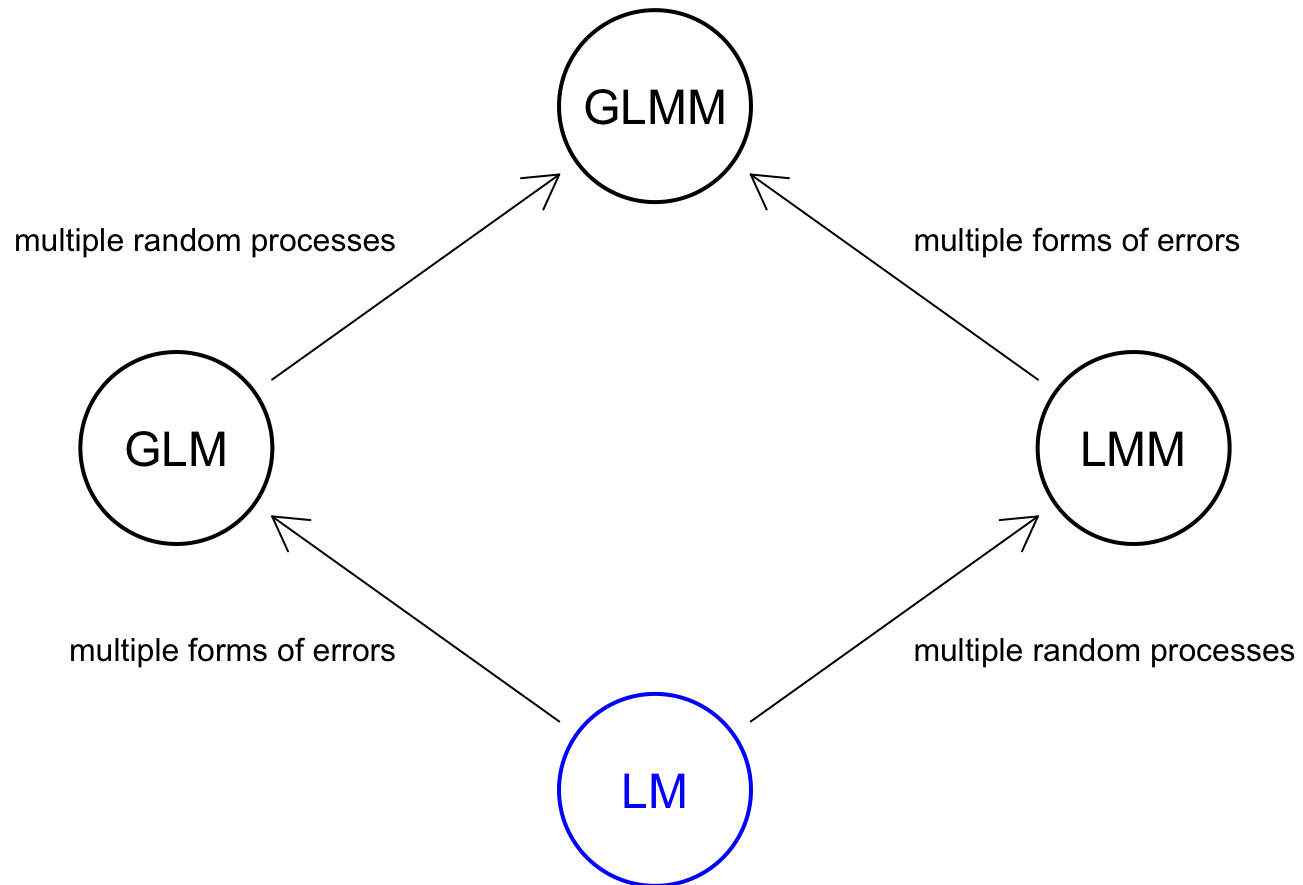 GLMM
multiple random processes
multiple forms of errors
GLM
LMM
multiple forms of errors
multiple random processes
LM